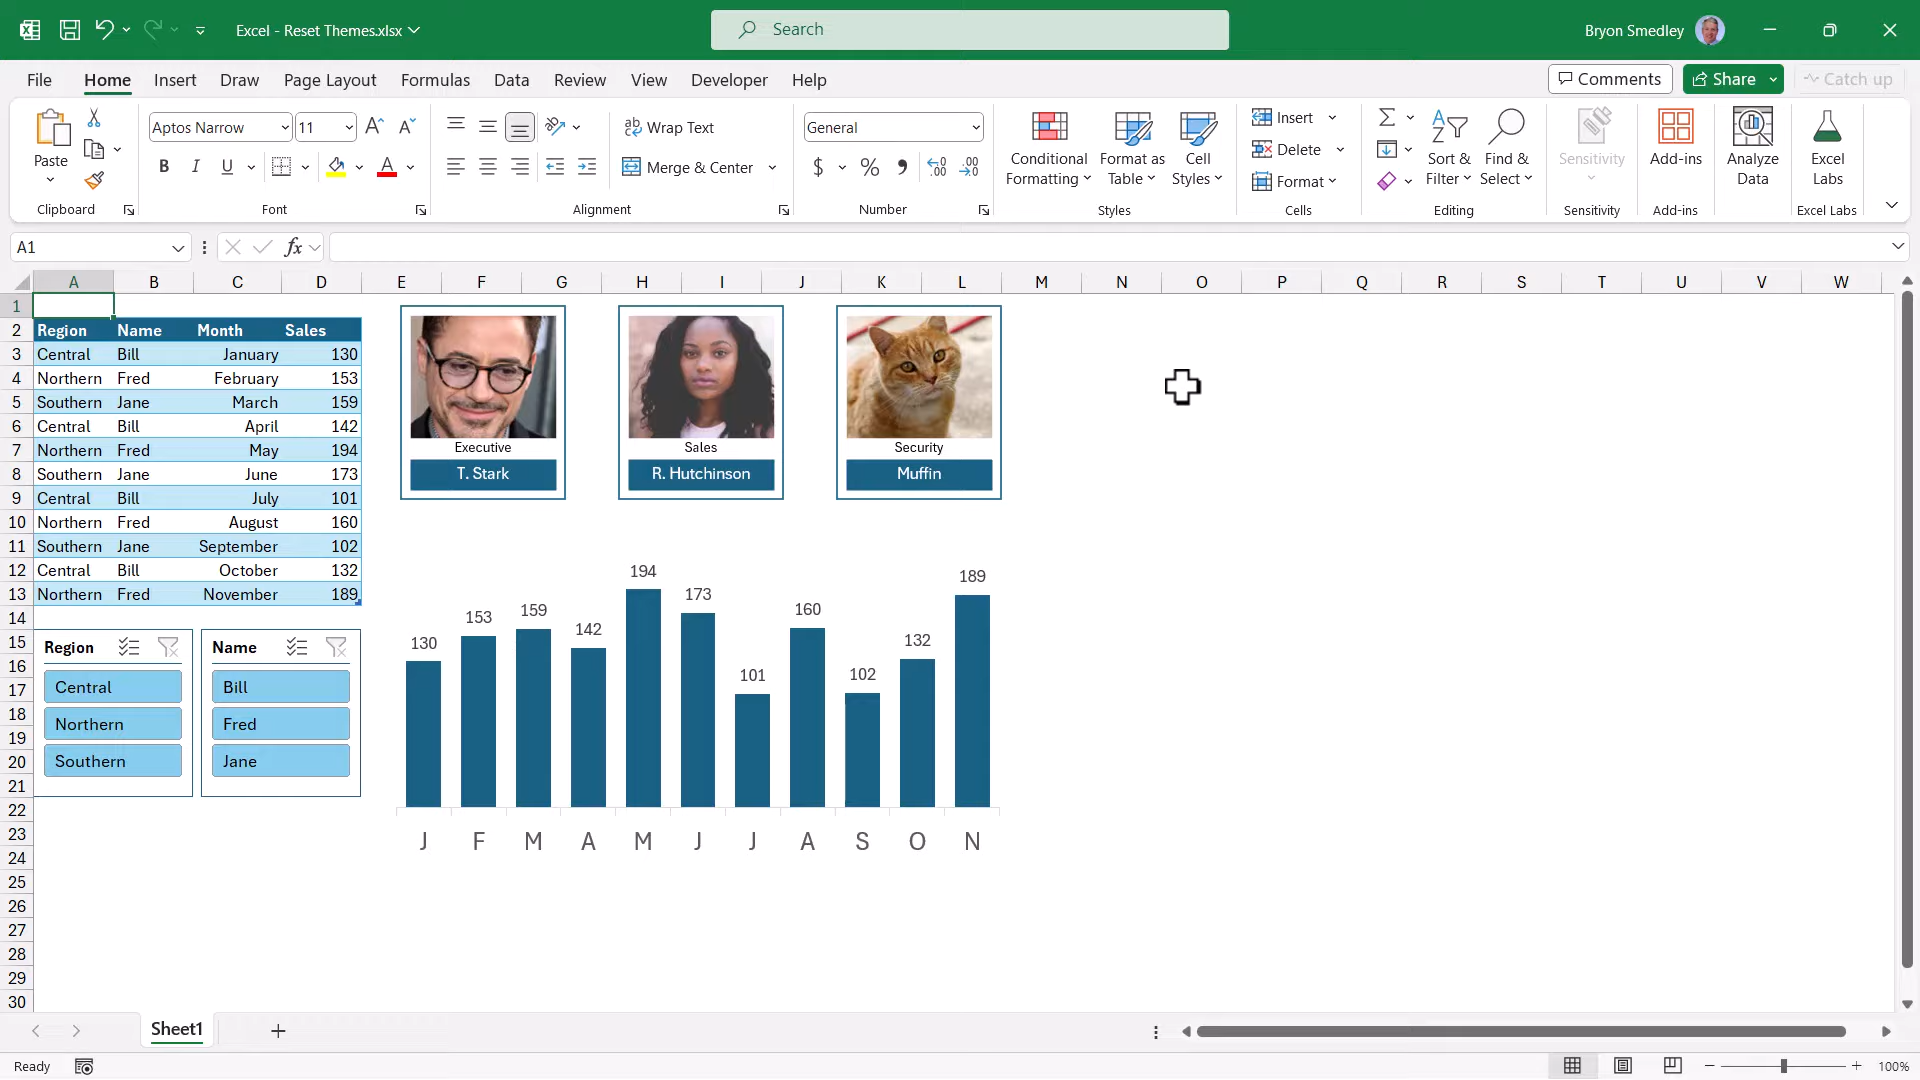 Excel - Reset Themes.xlsx
Search
Bryon Smedley
File Home Insert Draw Page Layout Formulas Data Review View Developer Help
Comments Share Catch up
Paste
Clipboard
Aptos Narrow 11
B I U A
Font
Wrap Text
Merge & Center
Alignment
General
$ % 9 .00
Number
Conditional Formatting
Format as Table
Cell Styles
Styles
Insert
Delete
Format
Cells
Sort & Filter
Find & Select
Editing
Sensitivity
Sensitivity
Add-ins
Add-ins
Analyze Data
Excel Labs
Excel Labs
A1 fx
A B C D E F G H I J K L M N O P Q R S T U V W
1
2 Region Name Month Sales
3 Central Bill January 130
4 Northern Fred February 153
5 Southern Jane March 159
6 Central Bill April 142
7 Northern Fred May 194
8 Southern Jane June 173
9 Central Bill July 101
10 Northern Fred August 160
11 Southern Jane September 102
12 Central Bill October 132
13 Northern Fred November 189
14
15
16
17
18
19
20
21
22
23
24
25
26
27
28
29
30
Executive
T. Stark
Sales
R. Hutchinson
Security
Muffin
Region
Central
Northern
Southern
Name
Bill
Fred
Jane
130 153 159 142 194 173 101 160 102 132 189
J F M A M J J A S O N
Sheet1
Ready
100%